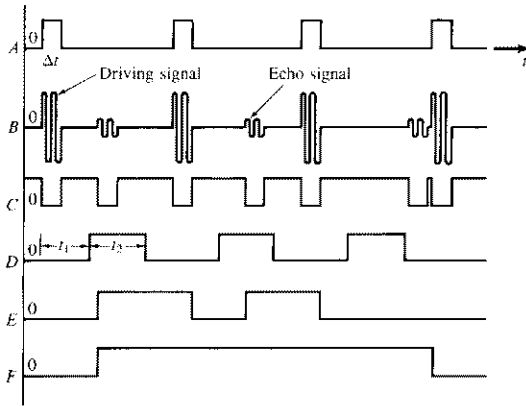 A 0
Δt
t
Driving signal
Echo signal
B 0
C 0
D 0
t₁ t₂
E 0
F 0